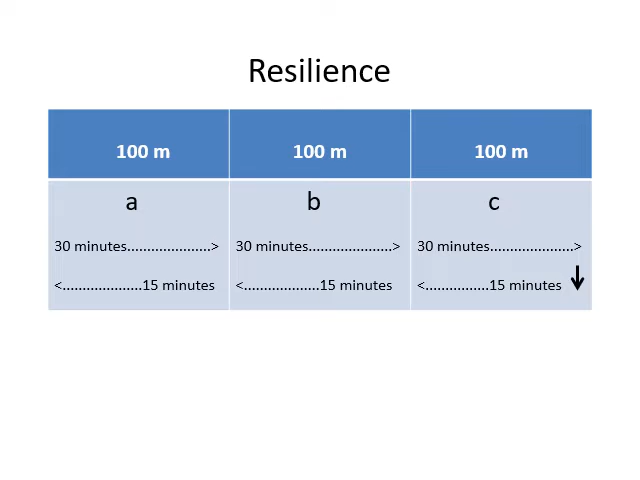 Resilience
100 m 100 m 100 m
a b c
30 minutes.....................> 30 minutes.....................> 30 minutes.....................>
<....................15 minutes <...................15 minutes <................15 minutes